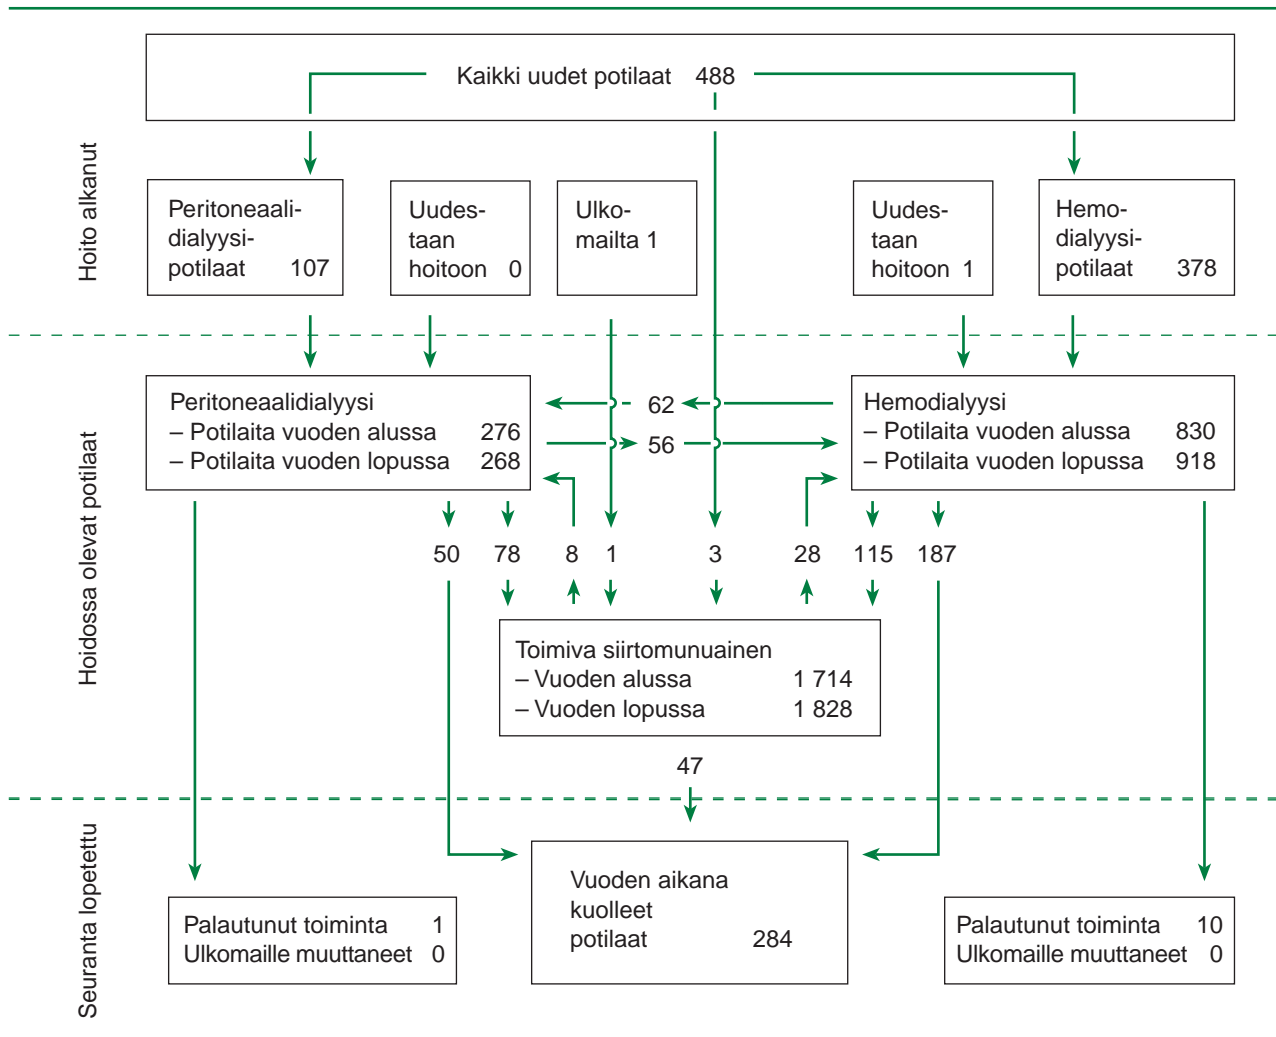 Kaikki uudet potilaat 488
Hoito alkanut
Peritoneaali-
dialyysi-
potilaat 107
Uudes-
taan
hoitoon 0
Ulko-
mailta 1
Uudes-
taan
hoitoon 1
Hemo-
dialyysi-
potilaat 378
Hoidossa olevat potilaat
Peritoneaalidialyysi
– Potilaita vuoden alussa 276
– Potilaita vuoden lopussa 268
62
56
Hemodialyysi
– Potilaita vuoden alussa 830
– Potilaita vuoden lopussa 918
50 78 8 1 3 28 115 187
Toimiva siirtomunuainen
– Vuoden alussa 1 714
– Vuoden lopussa 1 828
47
Seuranta lopetettu
Palautunut toiminta 1
Ulkomaille muuttaneet 0
Vuoden aikana
kuolleet
potilaat 284
Palautunut toiminta 10
Ulkomaille muuttaneet 0